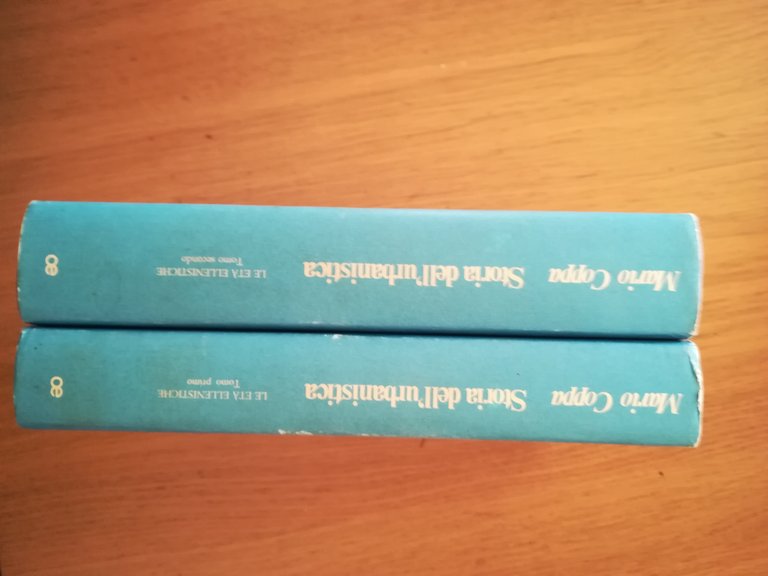 Mario Coppa
Storia dell'urbanistica
LE ETÀ ELLENISTICHE
Tomo primo
Mario Coppa
Storia dell'urbanistica
LE ETÀ ELLENISTICHE
Tomo secondo